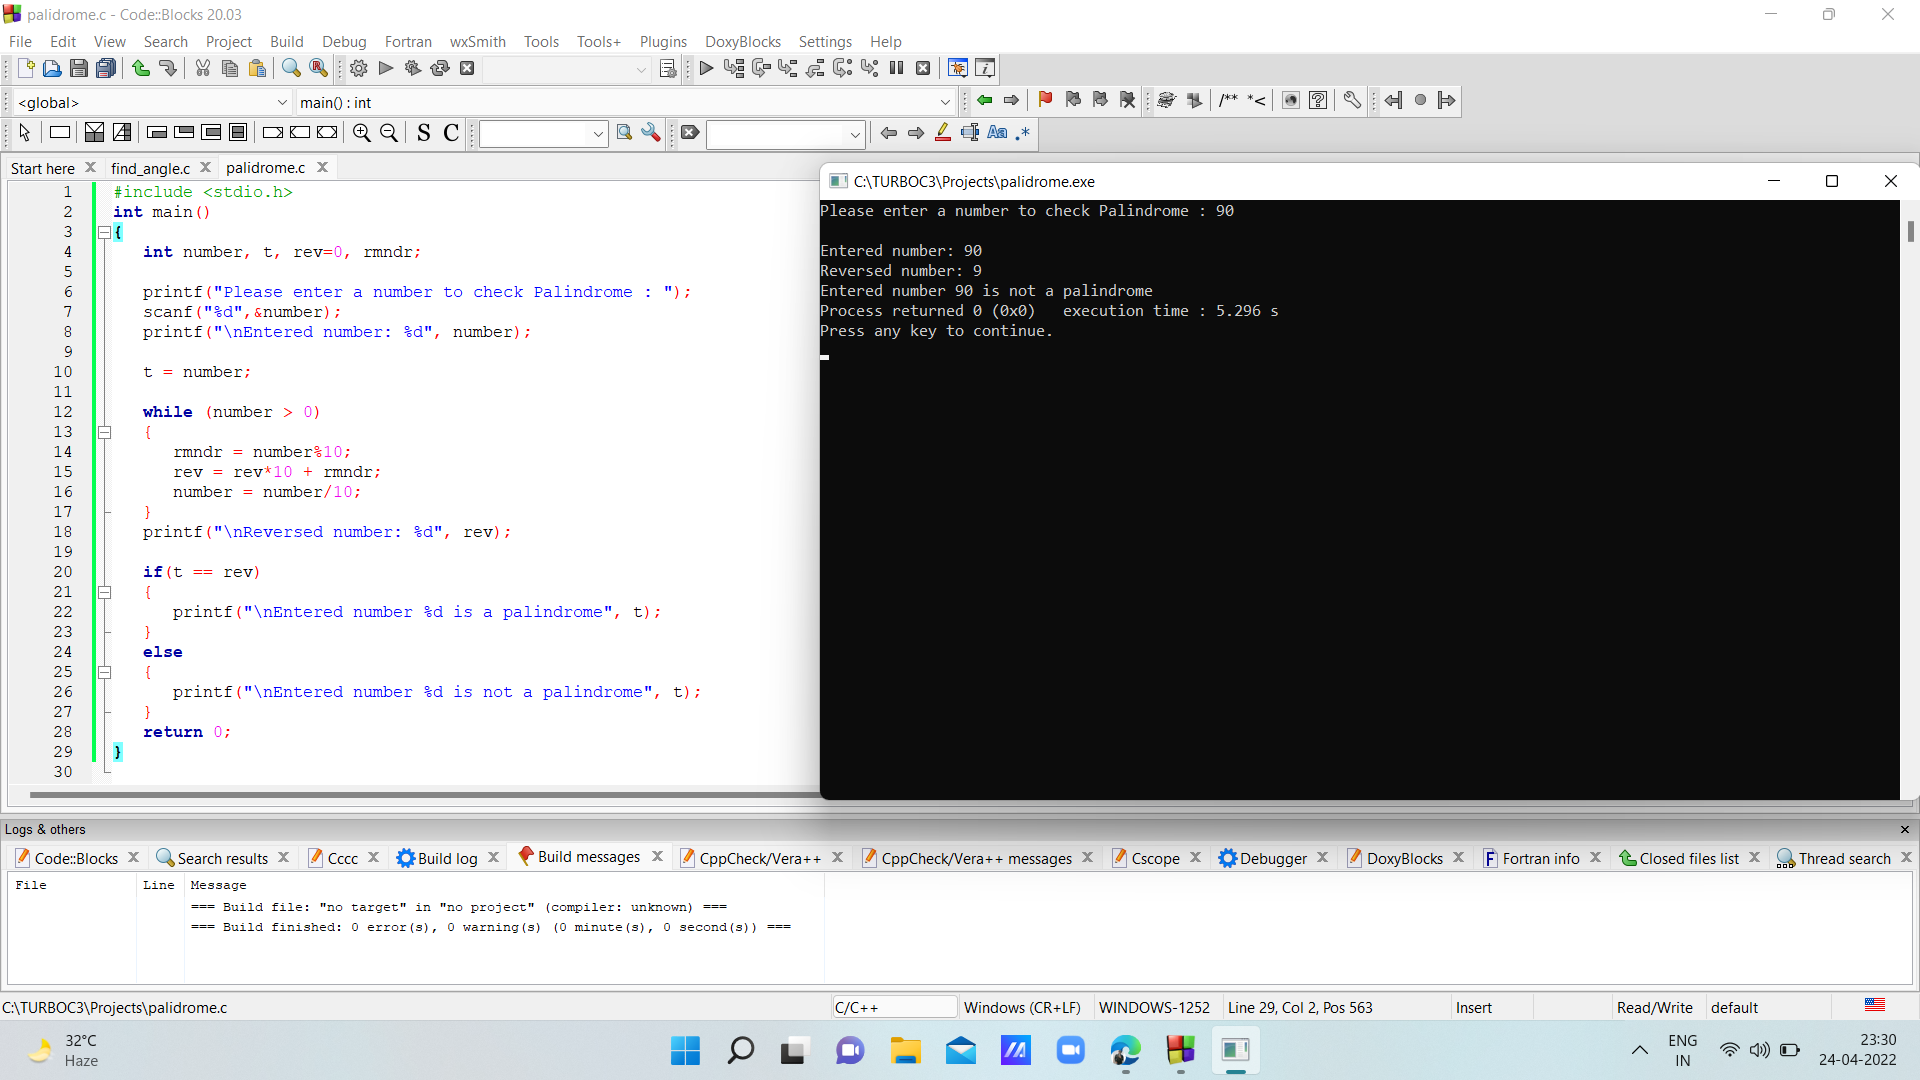 palidrome.c - Code::Blocks 20.03
File Edit View Search Project Build Debug Fortran wxSmith Tools Tools+ Plugins DoxyBlocks Settings Help
<global> main() : int /** *<
S C Aa .*
Start here find_angle.c palidrome.c
1 #include <stdio.h>
2 int main()
3 {
4 int number, t, rev=0, rmndr;
5
6 printf("Please enter a number to check Palindrome : ");
7 scanf("%d",&number);
8 printf("\nEntered number: %d", number);
9
10 t = number;
11
12 while (number > 0)
13 {
14 rmndr = number%10;
15 rev = rev*10 + rmndr;
16 number = number/10;
17 }
18 printf("\nReversed number: %d", rev);
19
20 if(t == rev)
21 {
22 printf("\nEntered number %d is a palindrome", t);
23 }
24 else
25 {
26 printf("\nEntered number %d is not a palindrome", t);
27 }
28 return 0;
29 }
30
C:\TURBOC3\Projects\palidrome.exe
Please enter a number to check Palindrome : 90
Entered number: 90
Reversed number: 9
Entered number 90 is not a palindrome
Process returned 0 (0x0) execution time : 5.296 s
Press any key to continue.
Logs & others
Code::Blocks Search results Cccc Build log Build messages CppCheck/Vera++ CppCheck/Vera++ messages Cscope Debugger DoxyBlocks Fortran info Closed files list Thread search
File Line Message
=== Build file: "no target" in "no project" (compiler: unknown) ===
=== Build finished: 0 error(s), 0 warning(s) (0 minute(s), 0 second(s)) ===
C:\TURBOC3\Projects\palidrome.c C/C++ Windows (CR+LF) WINDOWS-1252 Line 29, Col 2, Pos 563 Insert Read/Write default
32°C
Haze
ENG
IN
23:30
24-04-2022